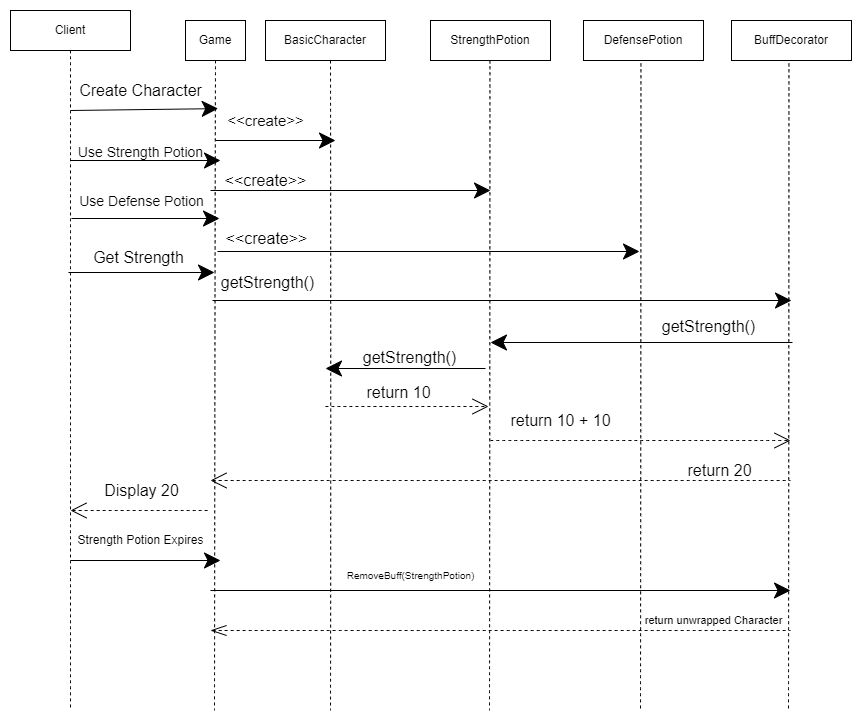 Client
Game
BasicCharacter
StrengthPotion
DefensePotion
BuffDecorator
Create Character
<<create>>
Use Strength Potion
<<create>>
Use Defense Potion
<<create>>
Get Strength
getStrength()
getStrength()
getStrength()
return 10
return 10 + 10
return 20
Display 20
Strength Potion Expires
RemoveBuff(StrengthPotion)
return unwrapped Character